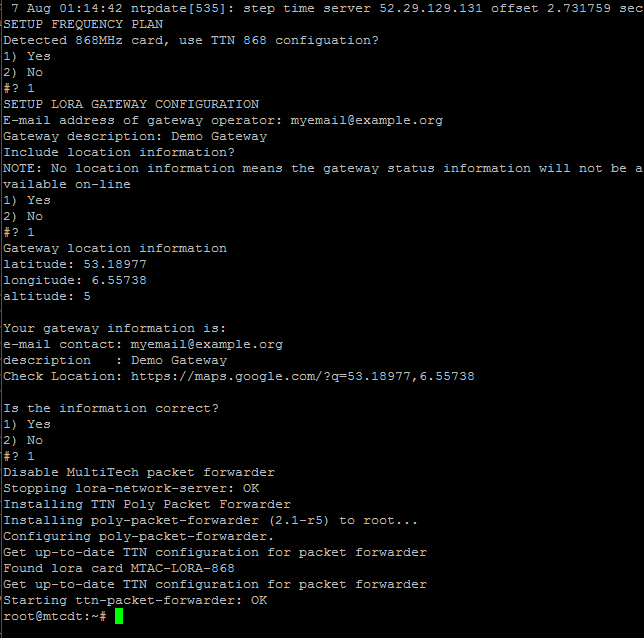 7 Aug 01:14:42 ntpdate[535]: step time server 52.29.129.131 offset 2.731759 sec
SETUP FREQUENCY PLAN
Detected 868MHz card, use TTN 868 configuation?
1) Yes
2) No
#? 1
SETUP LORA GATEWAY CONFIGURATION
E-mail address of gateway operator: myemail@example.org
Gateway description: Demo Gateway
Include location information?
NOTE: No location information means the gateway status information will not be a
vailable on-line
1) Yes
2) No
#? 1
Gateway location information
latitude: 53.18977
longitude: 6.55738
altitude: 5

Your gateway information is:
e-mail contact: myemail@example.org
description   : Demo Gateway
Check Location: https://maps.google.com/?q=53.18977,6.55738

Is the information correct?
1) Yes
2) No
#? 1
Disable MultiTech packet forwarder
Stopping lora-network-server: OK
Installing TTN Poly Packet Forwarder
Installing poly-packet-forwarder (2.1-r5) to root...
Configuring poly-packet-forwarder.
Get up-to-date TTN configuration for packet forwarder
Found lora card MTAC-LORA-868
Get up-to-date TTN configuration for packet forwarder
Starting ttn-packet-forwarder: OK
root@mtcdt:~#